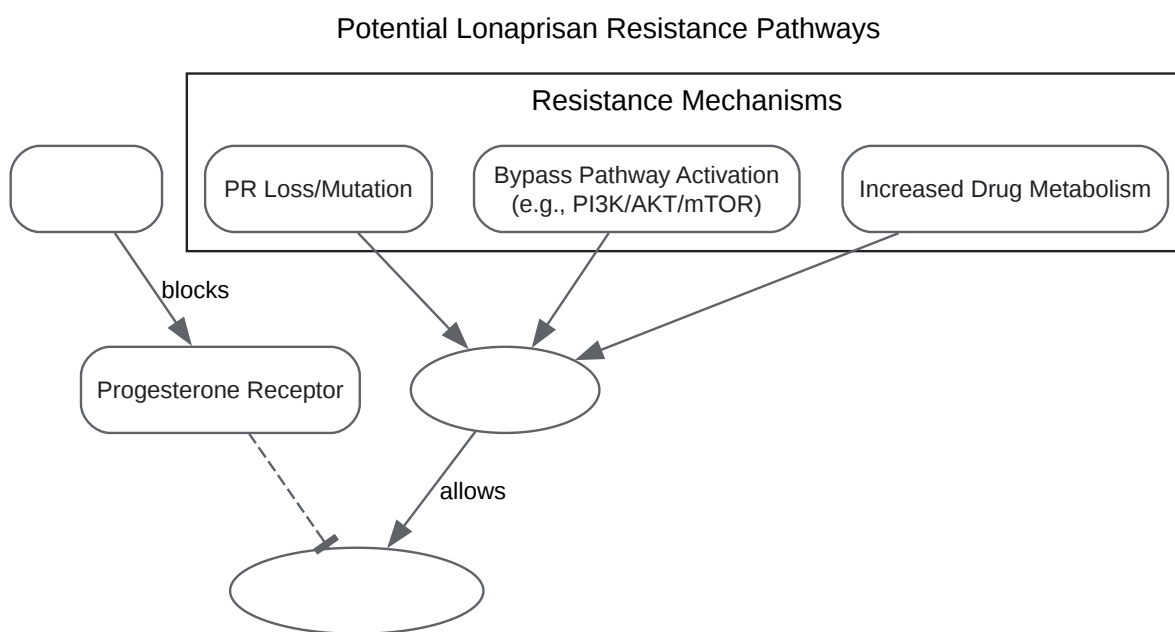 Potential Lonaprisan Resistance Pathways
Resistance Mechanisms
PR Loss/Mutation
Bypass Pathway Activation
(e.g., PI3K/AKT/mTOR)
Increased Drug Metabolism
blocks
Progesterone Receptor
allows